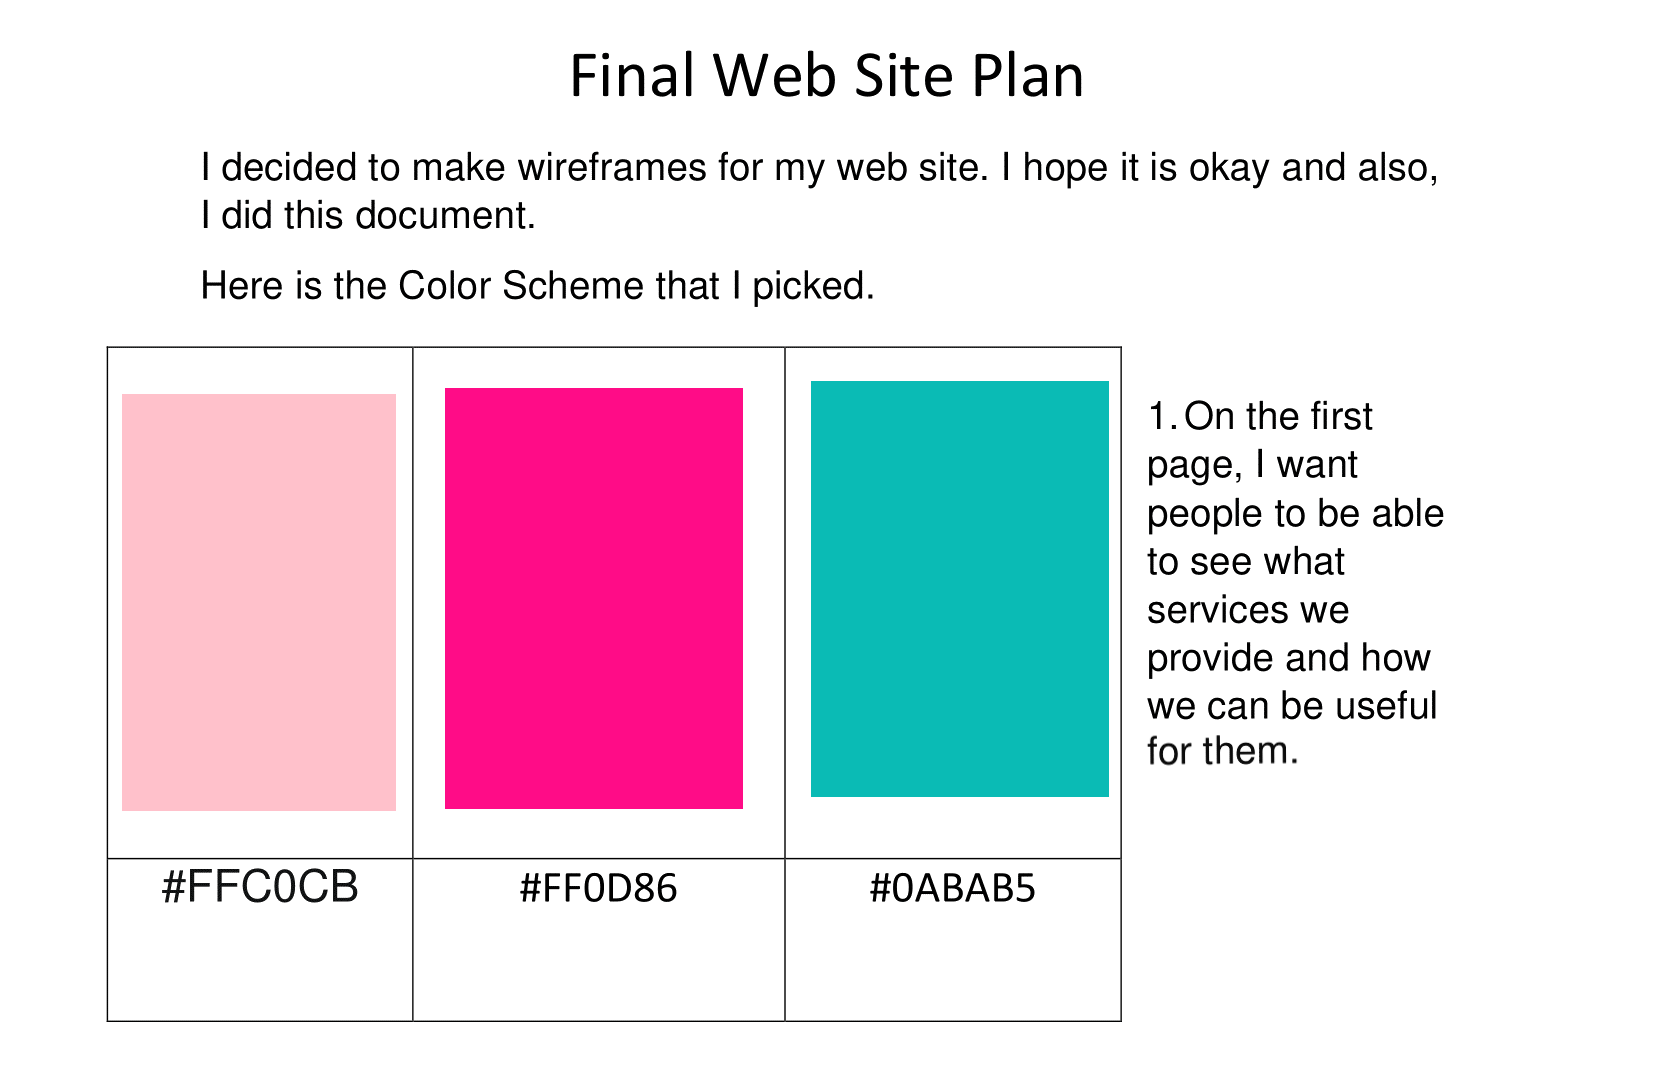 Final Web Site Plan
I decided to make wireframes for my web site. I hope it is okay and also,
I did this document.
Here is the Color Scheme that I picked.
1. On the first
page, I want
people to be able
to see what
services we
provide and how
we can be useful
for them.
#FFC0CB
#FF0D86
#0ABAB5